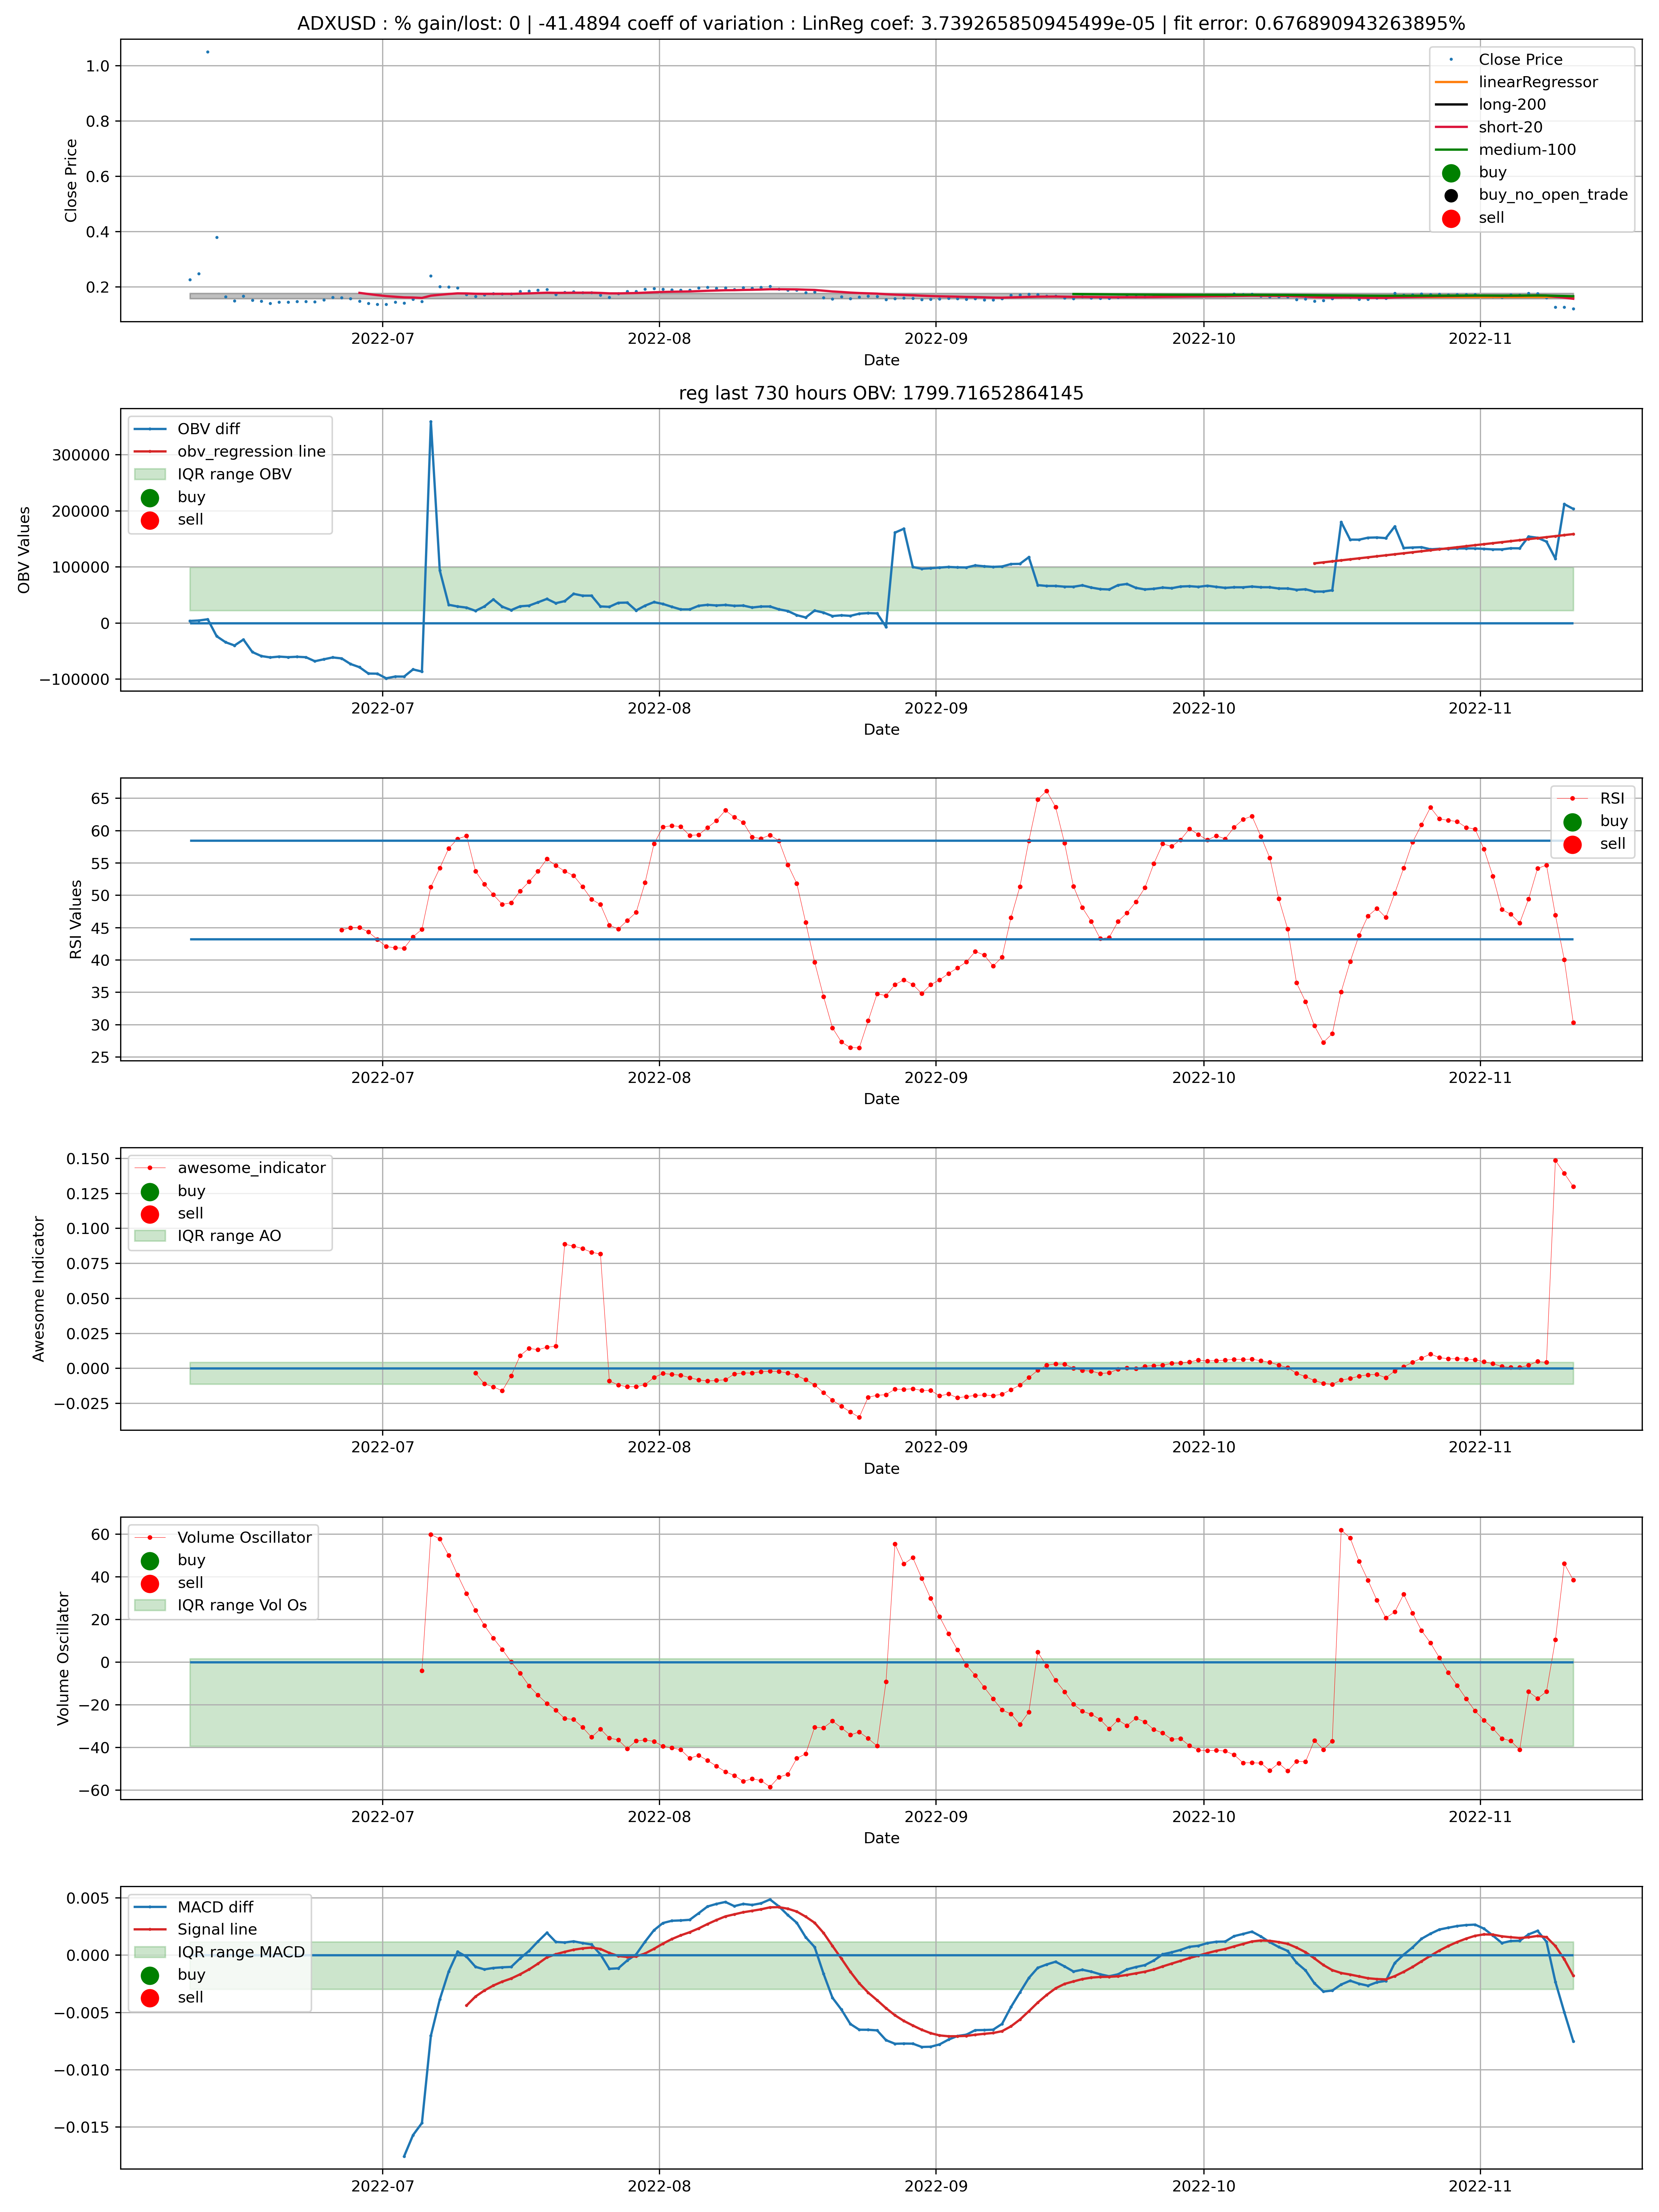 ADXUSD : % gain/lost: 0 | -41.4894 coeff of variation : LinReg coef: 3.739265850945499e-05 | fit error: 0.676890943263895%
1.0
0.8
0.6
0.4
0.2
Close Price
Close Price
linearRegressor
long-200
short-20
medium-100
buy
buy_no_open_trade
sell
2022-07
2022-08
2022-09
2022-10
2022-11
Date
reg last 730 hours OBV: 1799.71652864145
300000
200000
100000
0
−100000
OBV Values
OBV diff
obv_regression line
IQR range OBV
buy
sell
2022-07
2022-08
2022-09
2022-10
2022-11
Date
65
60
55
50
45
40
35
30
25
RSI Values
RSI
buy
sell
2022-07
2022-08
2022-09
2022-10
2022-11
Date
0.150
0.125
0.100
0.075
0.050
0.025
0.000
−0.025
Awesome Indicator
awesome_indicator
buy
sell
IQR range AO
2022-07
2022-08
2022-09
2022-10
2022-11
Date
60
40
20
0
−20
−40
−60
Volume Oscillator
Volume Oscillator
buy
sell
IQR range Vol Os
2022-07
2022-08
2022-09
2022-10
2022-11
Date
0.005
0.000
−0.005
−0.010
−0.015
MACD diff
Signal line
IQR range MACD
buy
sell
2022-07
2022-08
2022-09
2022-10
2022-11